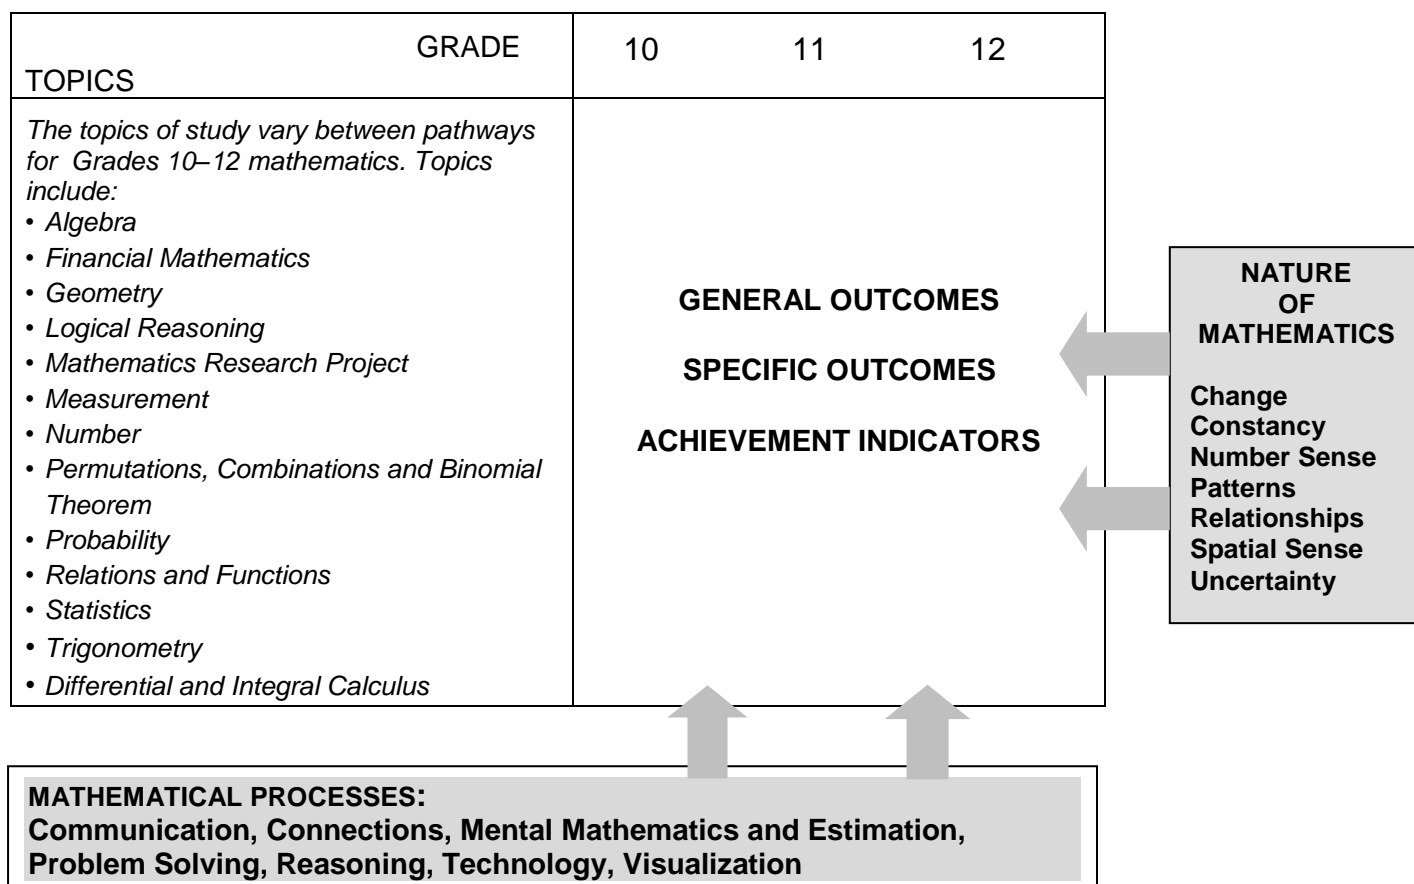 GRADE
TOPICS
10 11 12
The topics of study vary between pathways
for Grades 10–12 mathematics. Topics
include:
• Algebra
• Financial Mathematics
• Geometry
• Logical Reasoning
• Mathematics Research Project
• Measurement
• Number
• Permutations, Combinations and Binomial
Theorem
• Probability
• Relations and Functions
• Statistics
• Trigonometry
• Differential and Integral Calculus
GENERAL OUTCOMES
SPECIFIC OUTCOMES
ACHIEVEMENT INDICATORS
NATURE
OF
MATHEMATICS
Change
Constancy
Number Sense
Patterns
Relationships
Spatial Sense
Uncertainty
MATHEMATICAL PROCESSES:
Communication, Connections, Mental Mathematics and Estimation,
Problem Solving, Reasoning, Technology, Visualization